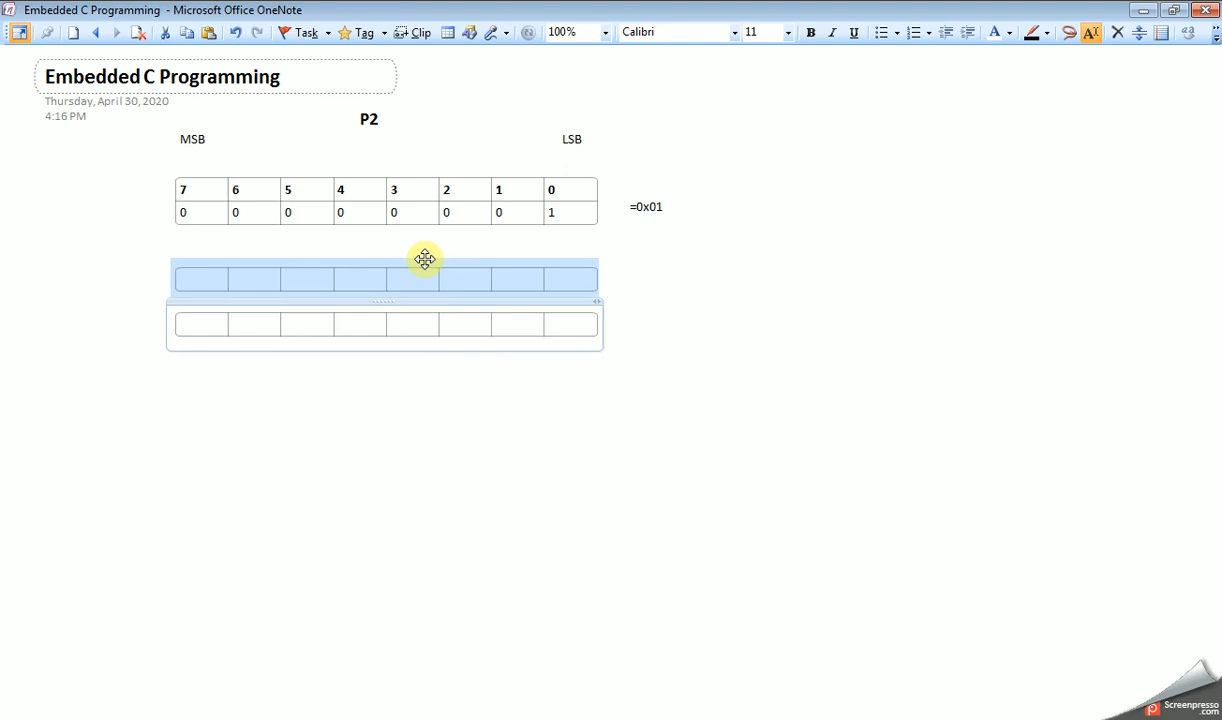 Embedded C Programming - Microsoft Office OneNote
Task Tag Clip 100% Calibri 11 B I U A A
Embedded C Programming
Thursday, April 30, 2020
4:16 PM
P2
MSB LSB
7 6 5 4 3 2 1 0
0 0 0 0 0 0 0 1 =0x01
Screenpresso
.com